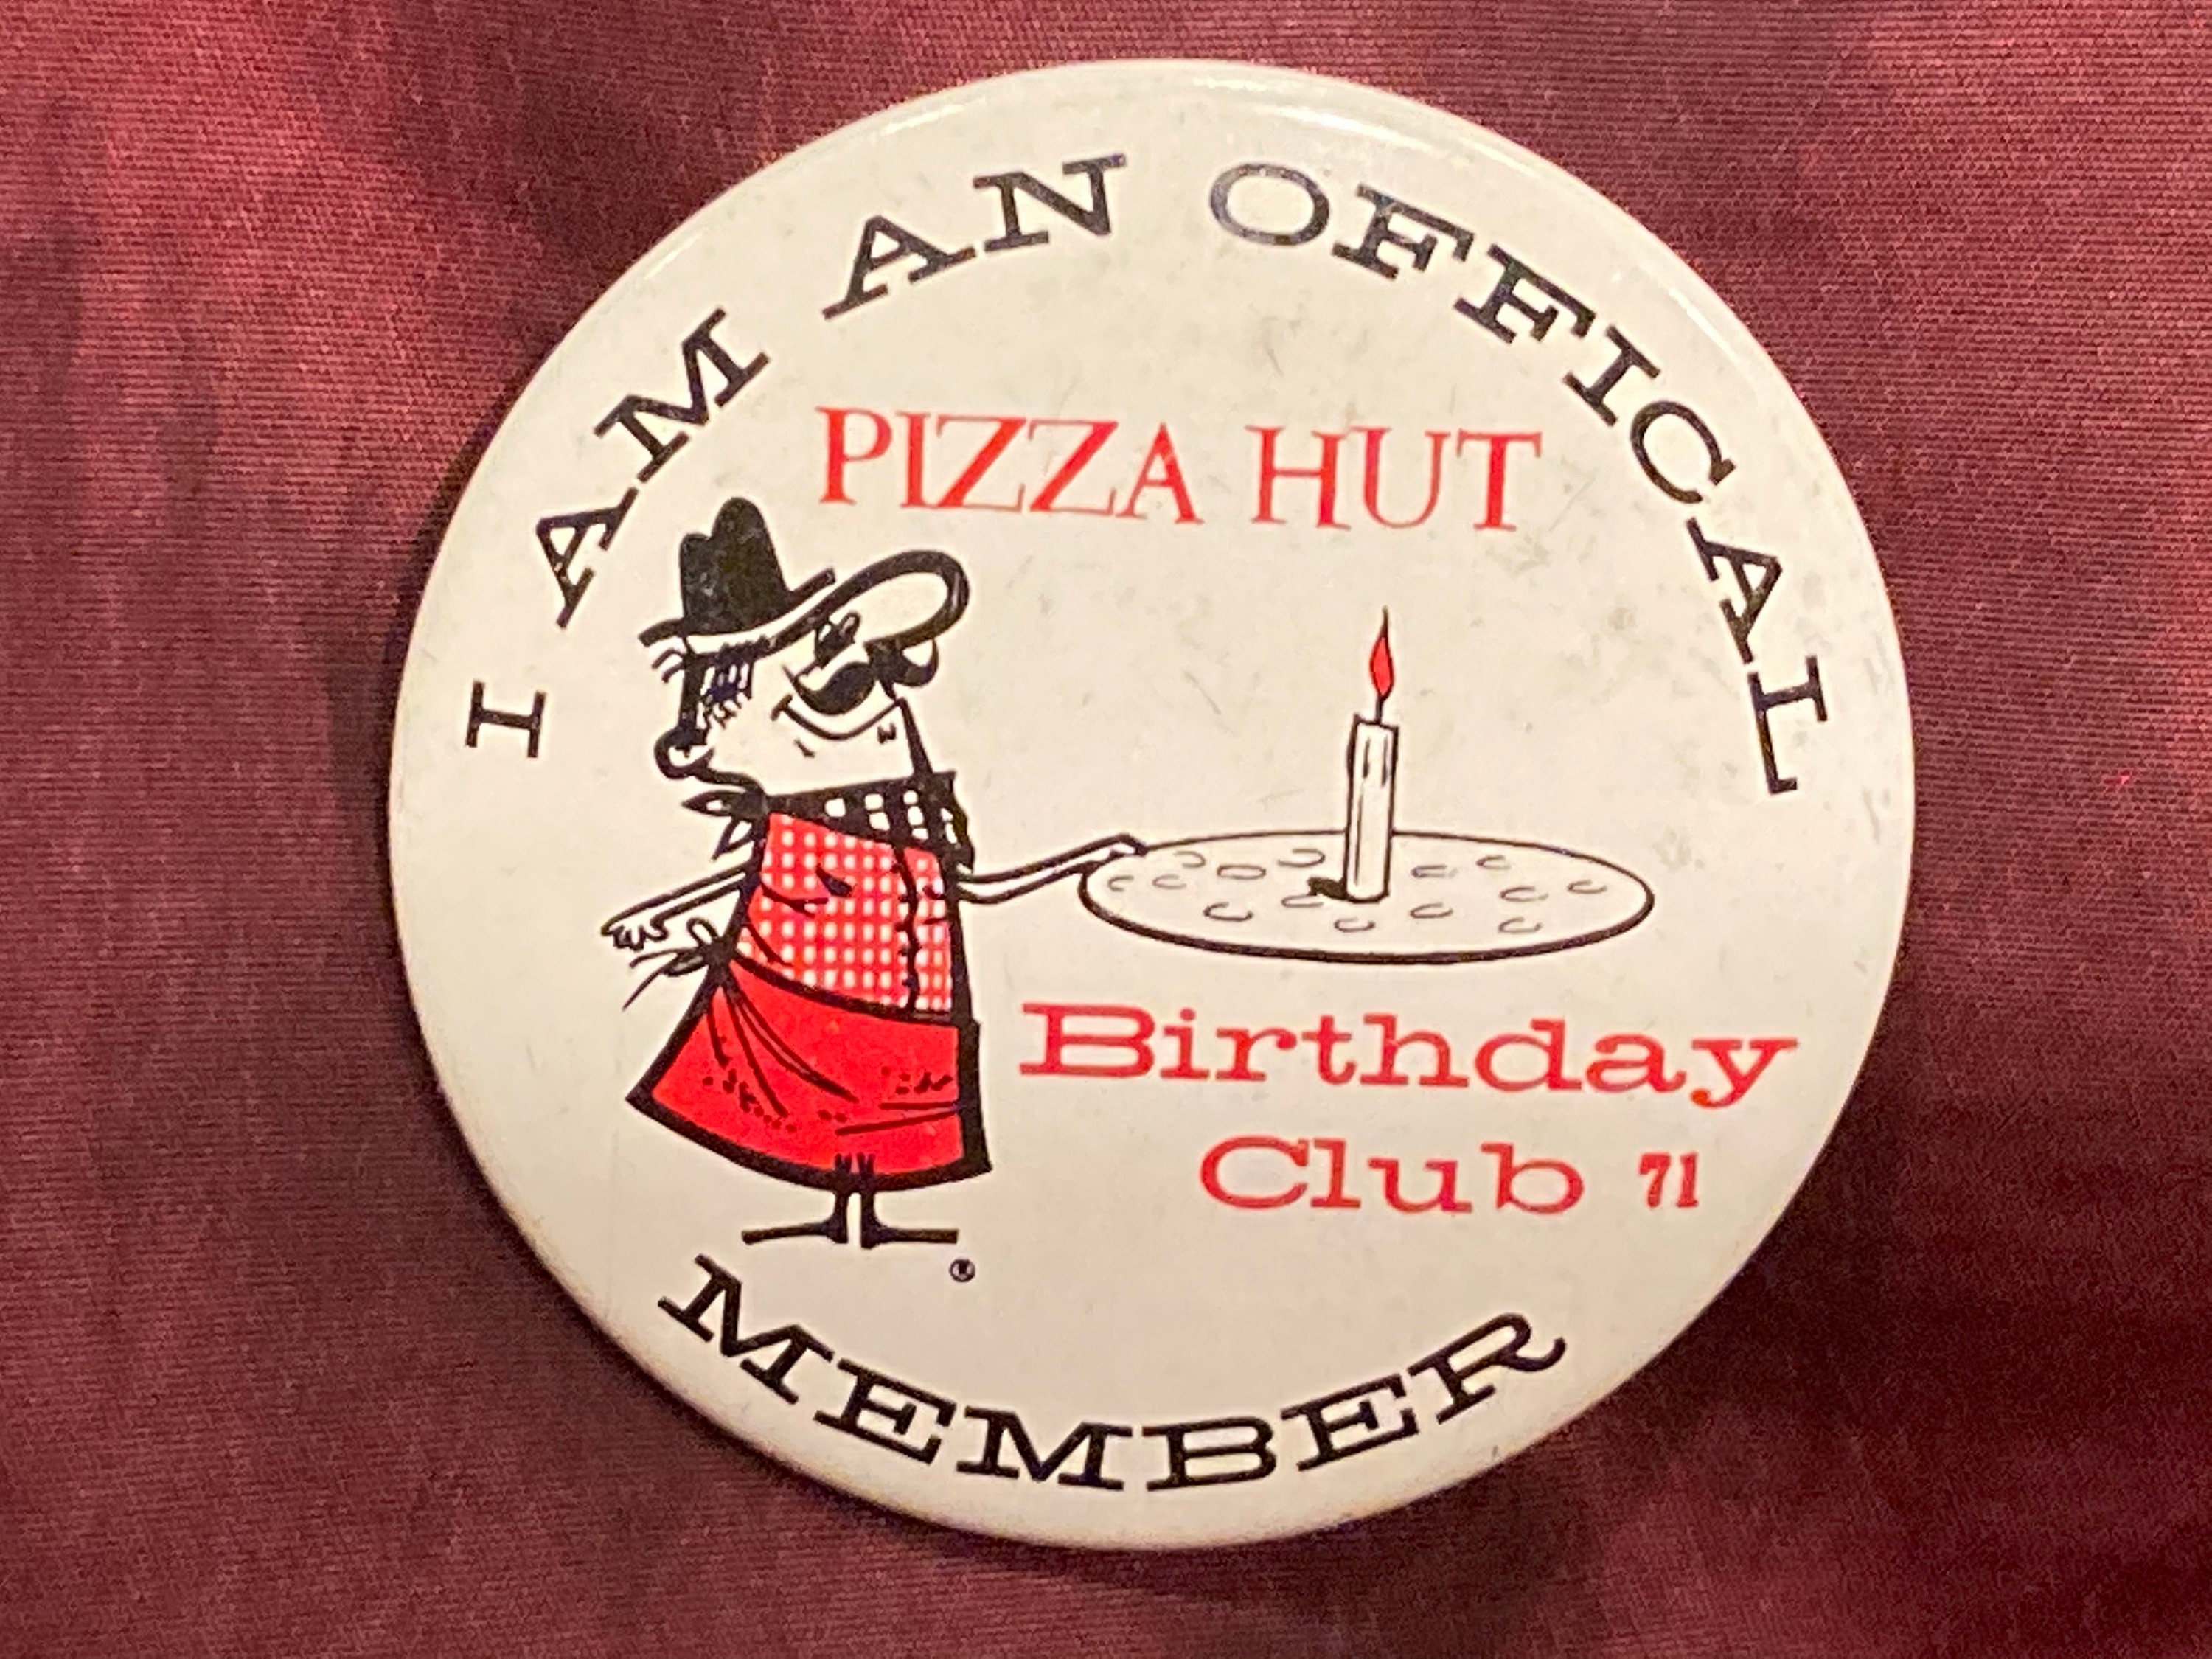 I AM AN OFFICAL
PIZZA HUT
Birthday
Club 71
®
MEMBER